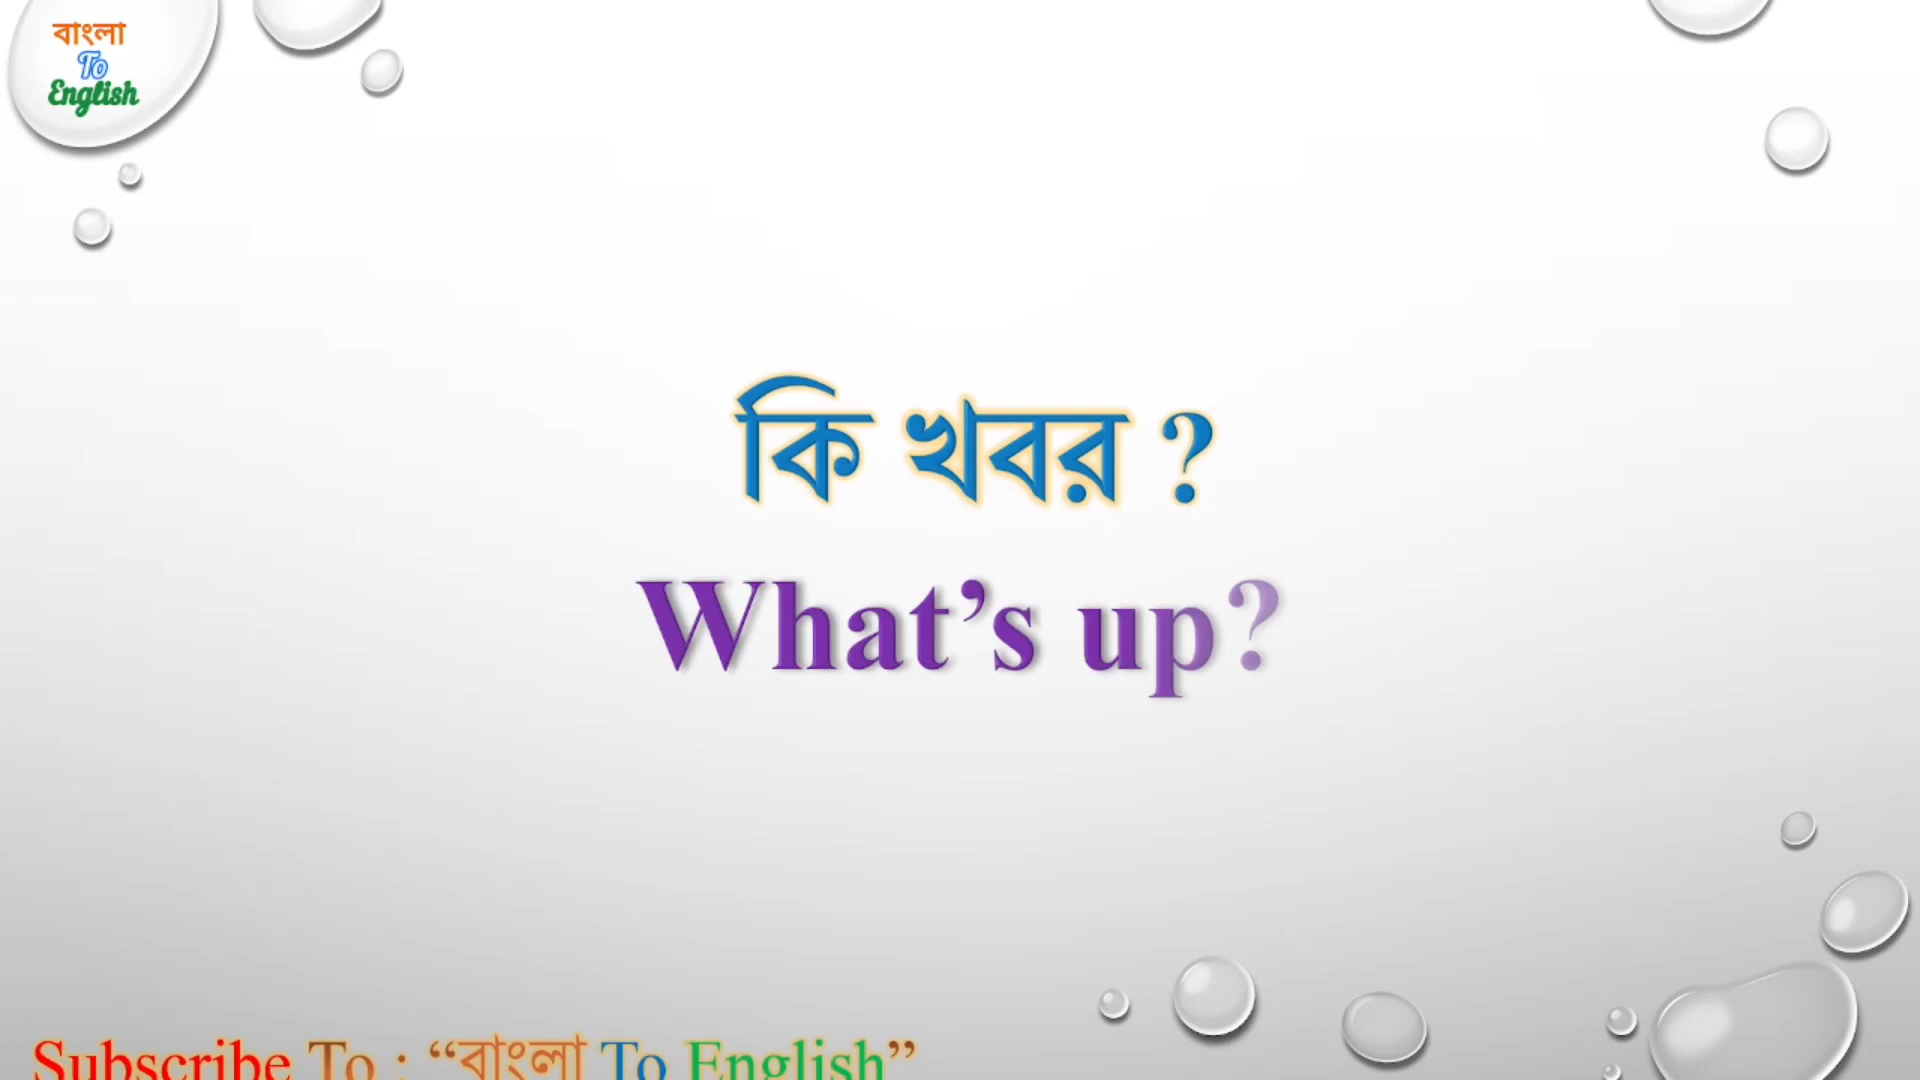 বাংলা
To
English
কি খবর ?
What’s up?
Subscribe To : “বাংলা To English”